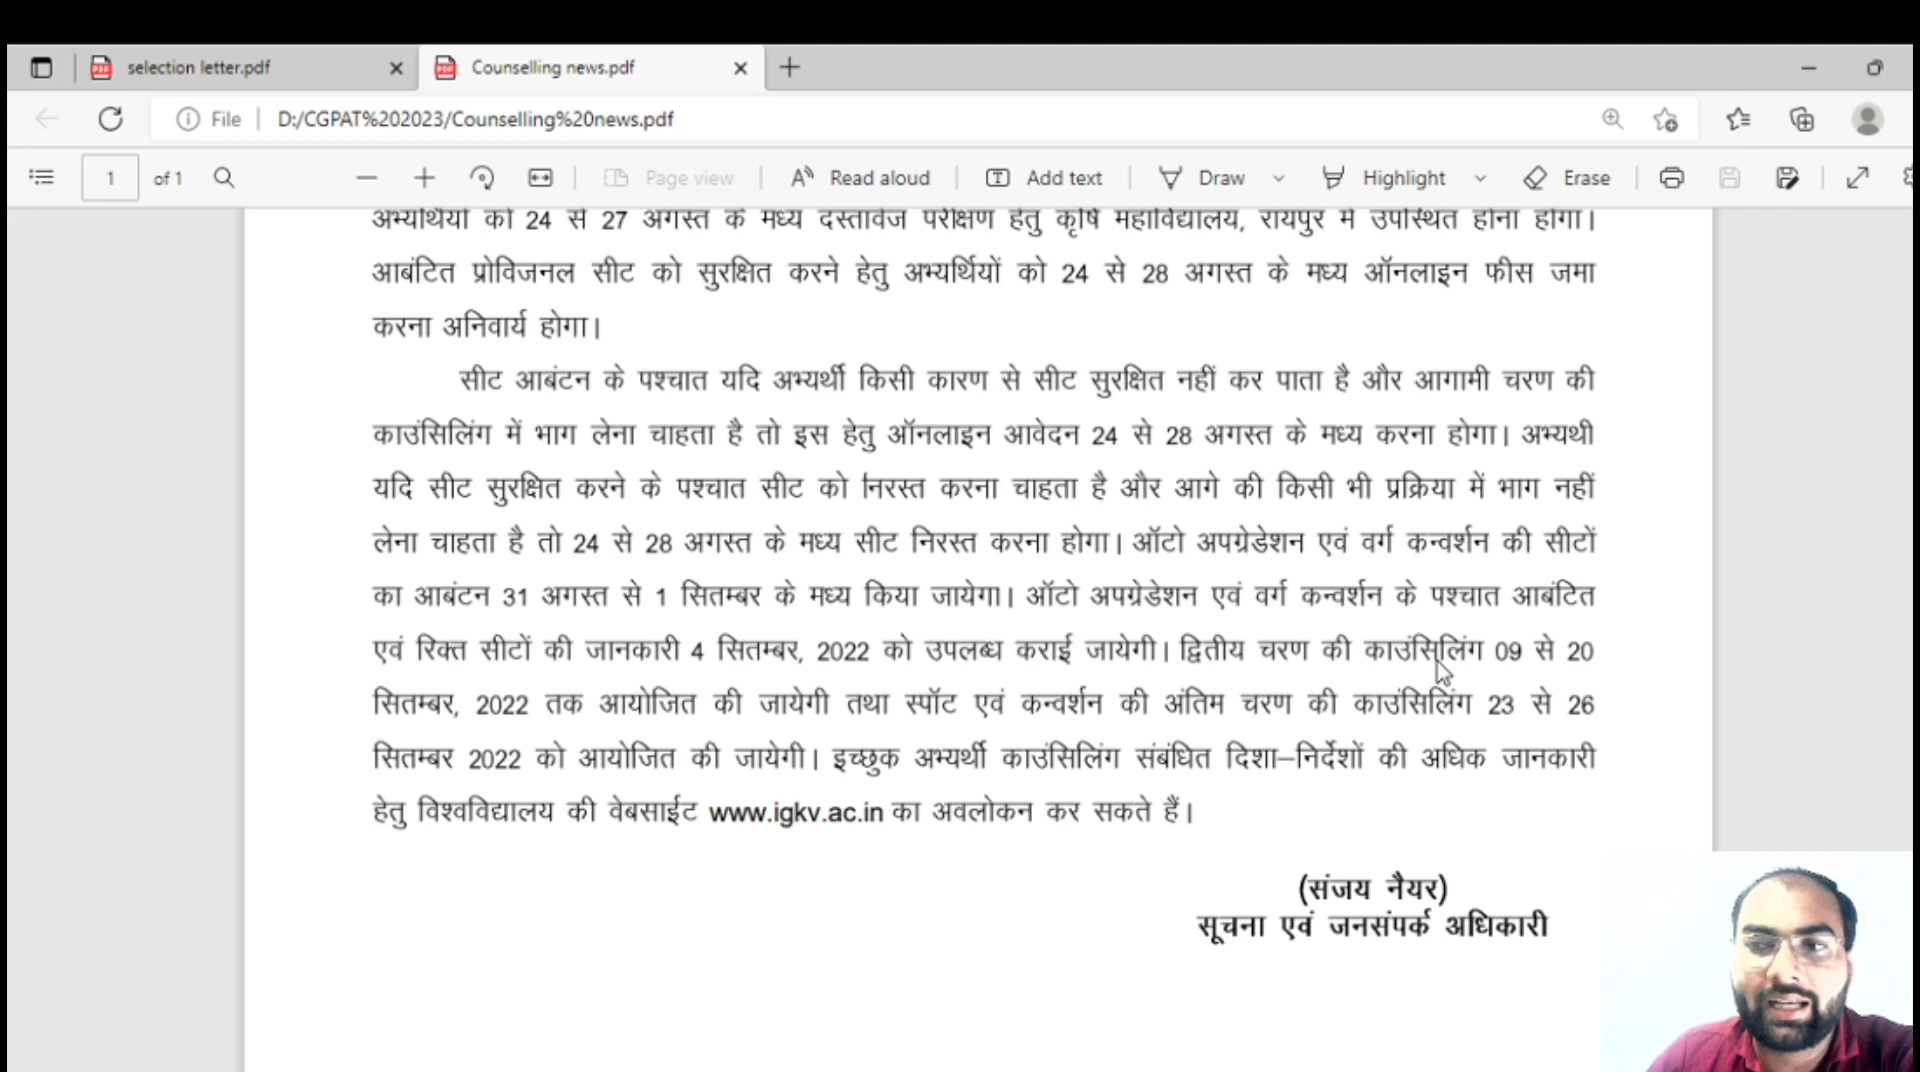 selection letter.pdf
Counselling news.pdf
File
D:/CGPAT%202023/Counselling%20news.pdf
1 of 1
Page view
Read aloud
Add text
Draw
Highlight
Erase
अभ्यर्थियों को 24 से 27 अगस्त के मध्य दस्तावेज परीक्षण हेतु कृषि महाविद्यालय, रायपुर में उपस्थित होना होगा।
आबंटित प्रोविजनल सीट को सुरक्षित करने हेतु अभ्यर्थियों को 24 से 28 अगस्त के मध्य ऑनलाइन फीस जमा
करना अनिवार्य होगा।
सीट आबंटन के पश्चात यदि अभ्यर्थी किसी कारण से सीट सुरक्षित नहीं कर पाता है और आगामी चरण की
काउंसिलिंग में भाग लेना चाहता है तो इस हेतु ऑनलाइन आवेदन 24 से 28 अगस्त के मध्य करना होगा। अभ्यथी
यदि सीट सुरक्षित करने के पश्चात सीट को निरस्त करना चाहता है और आगे की किसी भी प्रक्रिया में भाग नहीं
लेना चाहता है तो 24 से 28 अगस्त के मध्य सीट निरस्त करना होगा। ऑटो अपग्रेडेशन एवं वर्ग कन्वर्शन की सीटों
का आबंटन 31 अगस्त से 1 सितम्बर के मध्य किया जायेगा। ऑटो अपग्रेडेशन एवं वर्ग कन्वर्शन के पश्चात आबंटित
एवं रिक्त सीटों की जानकारी 4 सितम्बर, 2022 को उपलब्ध कराई जायेगी। द्वितीय चरण की काउंसिलिंग 09 से 20
सितम्बर, 2022 तक आयोजित की जायेगी तथा स्पॉट एवं कन्वर्शन की अंतिम चरण की काउंसिलिंग 23 से 26
सितम्बर 2022 को आयोजित की जायेगी। इच्छुक अभ्यर्थी काउंसिलिंग संबंधित दिशा–निर्देशों की अधिक जानकारी
हेतु विश्वविद्यालय की वेबसाईट www.igkv.ac.in का अवलोकन कर सकते हैं।
(संजय नैयर)
सूचना एवं जनसंपर्क अधिकारी